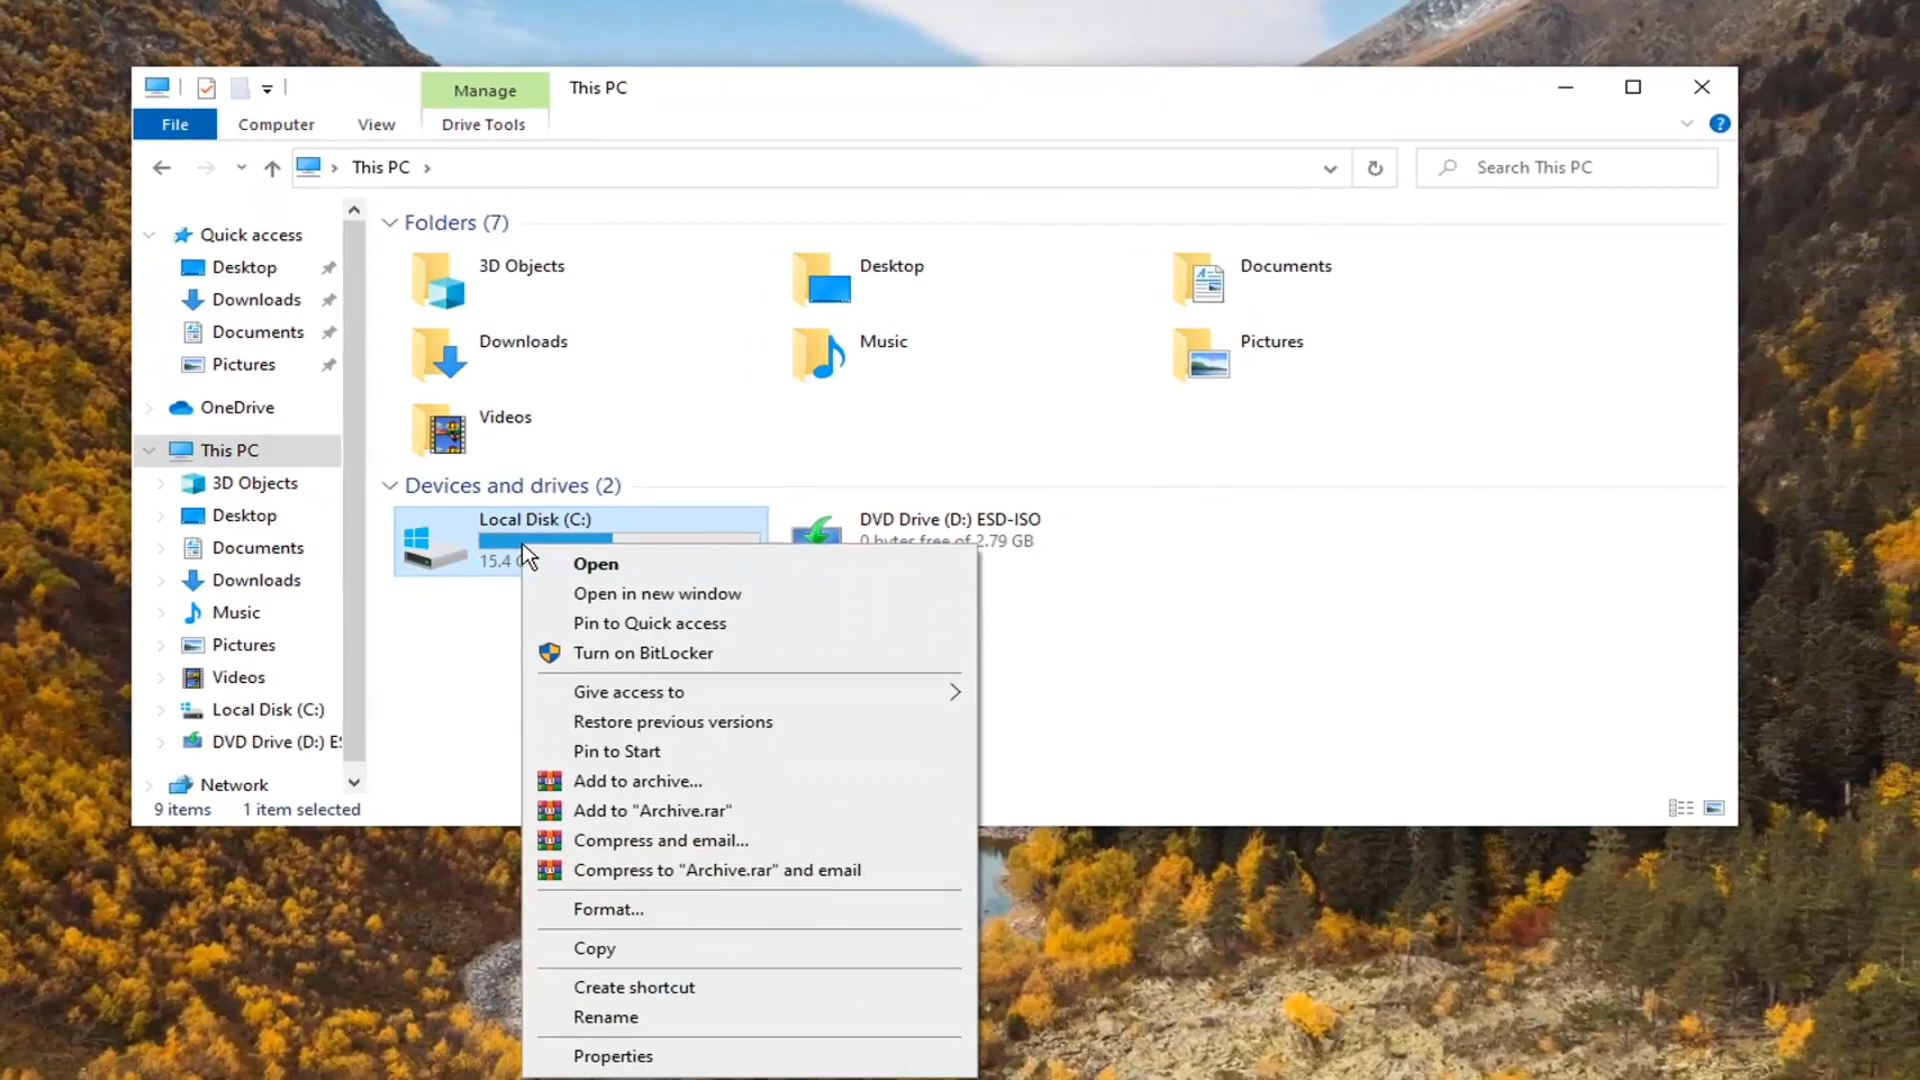 Manage
This PC
File
Computer
View
Drive Tools
This PC
Search This PC
Quick access
Desktop
Downloads
Documents
Pictures
OneDrive
This PC
3D Objects
Desktop
Documents
Downloads
Music
Pictures
Videos
Local Disk (C:)
DVD Drive (D:) E
Network
9 items
1 item selected
Folders (7)
3D Objects
Desktop
Documents
Downloads
Music
Pictures
Videos
Devices and drives (2)
Local Disk (C:)
15.4
DVD Drive (D:) ESD-ISO
0 bytes free of 2.79 GB
Open
Open in new window
Pin to Quick access
Turn on BitLocker
Give access to
Restore previous versions
Pin to Start
Add to archive...
Add to "Archive.rar"
Compress and email...
Compress to "Archive.rar" and email
Format...
Copy
Create shortcut
Rename
Properties